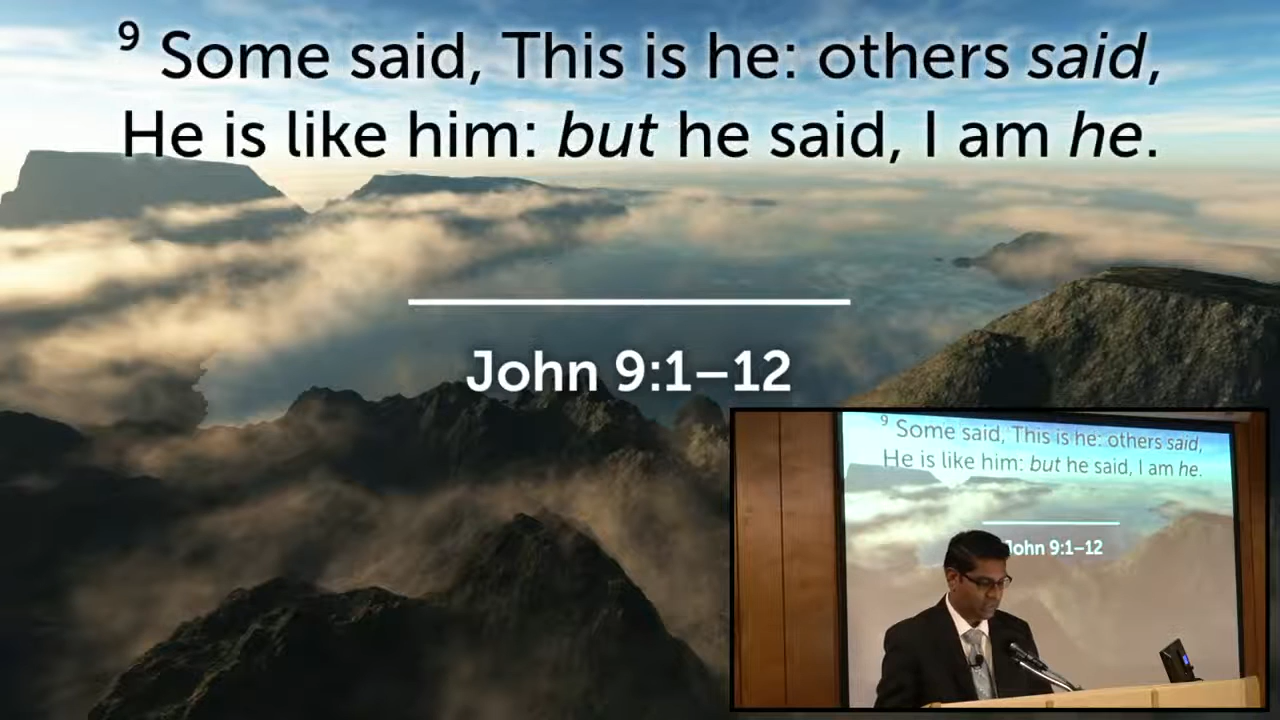 9 Some said, This is he: others said,
He is like him: but he said, I am he.
John 9:1–12
9 Some said, This is he: others said,
He is like him: but he said, I am he.
John 9:1–12